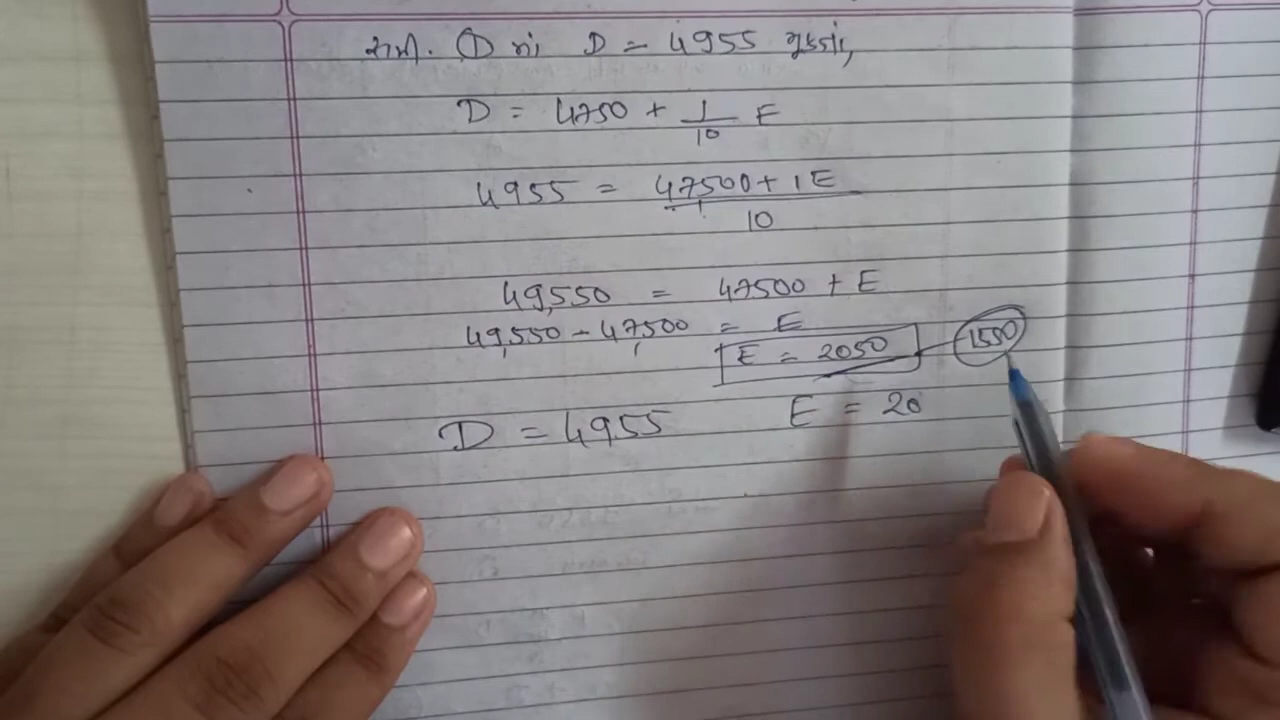 સમી. ① માં D = 4955 મુકતાં,
D = 4750 + 1/10 E
4955 = 47500 + 1E / 10
49,550 = 47500 + E
49,550 - 47,500 = E
E = 2050 1550
D = 4955 E = 20